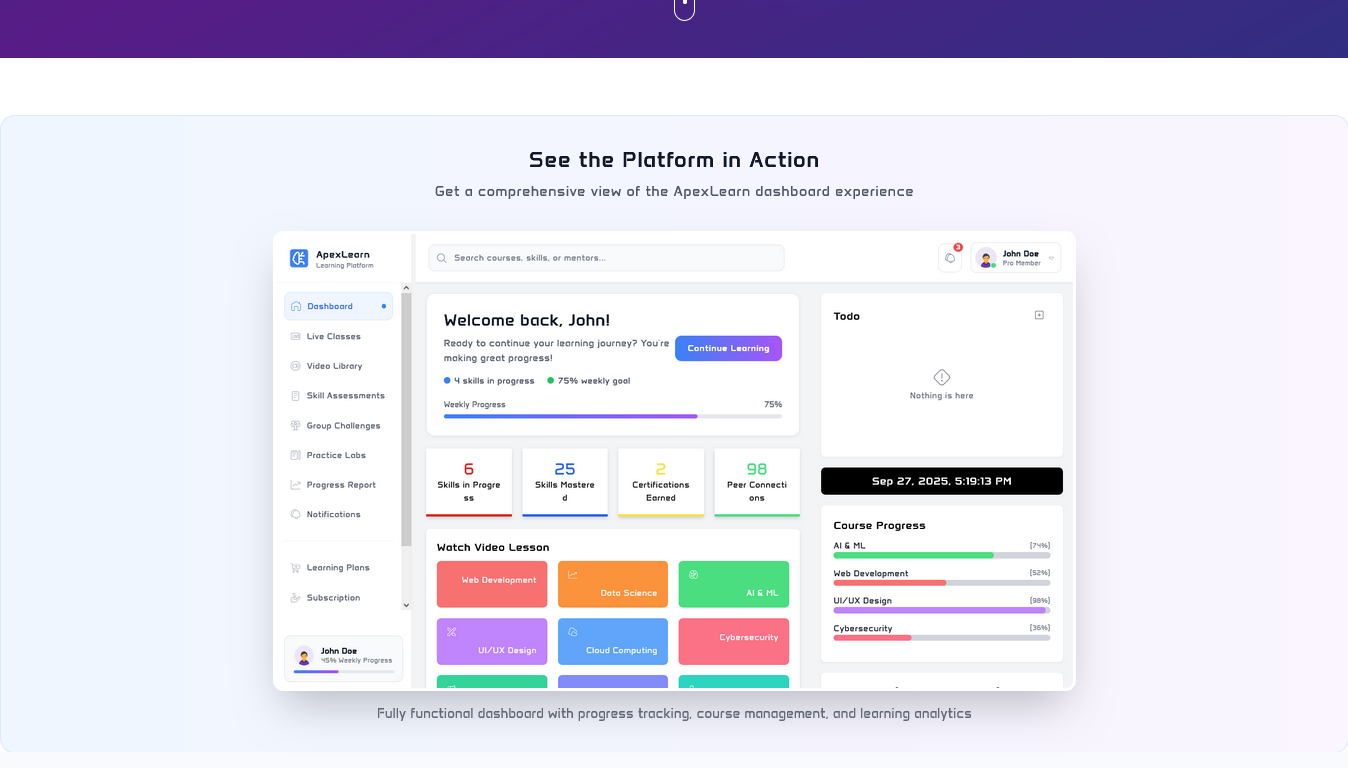 See the Platform in Action
Get a comprehensive view of the ApexLearn dashboard experience
ApexLearn
Learning Platform
Search courses, skills, or mentors...
3
John Doe
Pro Member
Dashboard
Live Classes
Video Library
Skill Assessments
Group Challenges
Practice Labs
Progress Report
Notifications
Learning Plans
Subscription
John Doe
45% Weekly Progress
Welcome back, John!
Ready to continue your learning journey? You're
making great progress!
Continue Learning
4 skills in progress
75% weekly goal
Weekly Progress
75%
6
Skills in Progre
ss
25
Skills Mastere
d
2
Certifications
Earned
98
Peer Connecti
ons
Watch Video Lesson
Web Development
Data Science
AI & ML
UI/UX Design
Cloud Computing
Cybersecurity
Todo
Nothing is here
Sep 27, 2025, 5:19:13 PM
Course Progress
AI & ML
(74%)
Web Development
(52%)
UI/UX Design
(98%)
Cybersecurity
(36%)
Fully functional dashboard with progress tracking, course management, and learning analytics